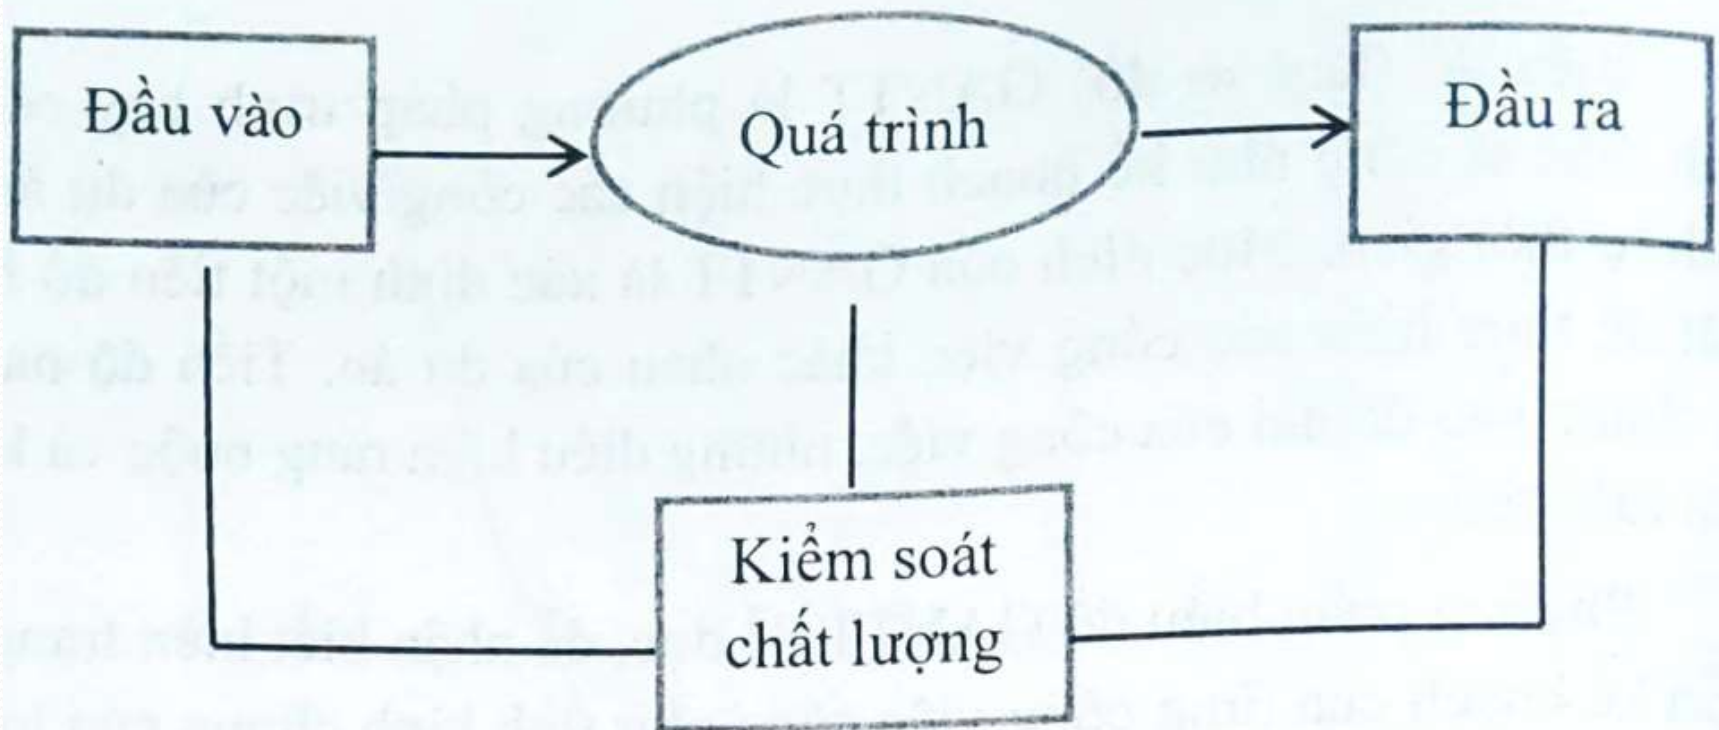 Đầu vào
Quá trình
Đầu ra
Kiểm soát
chất lượng